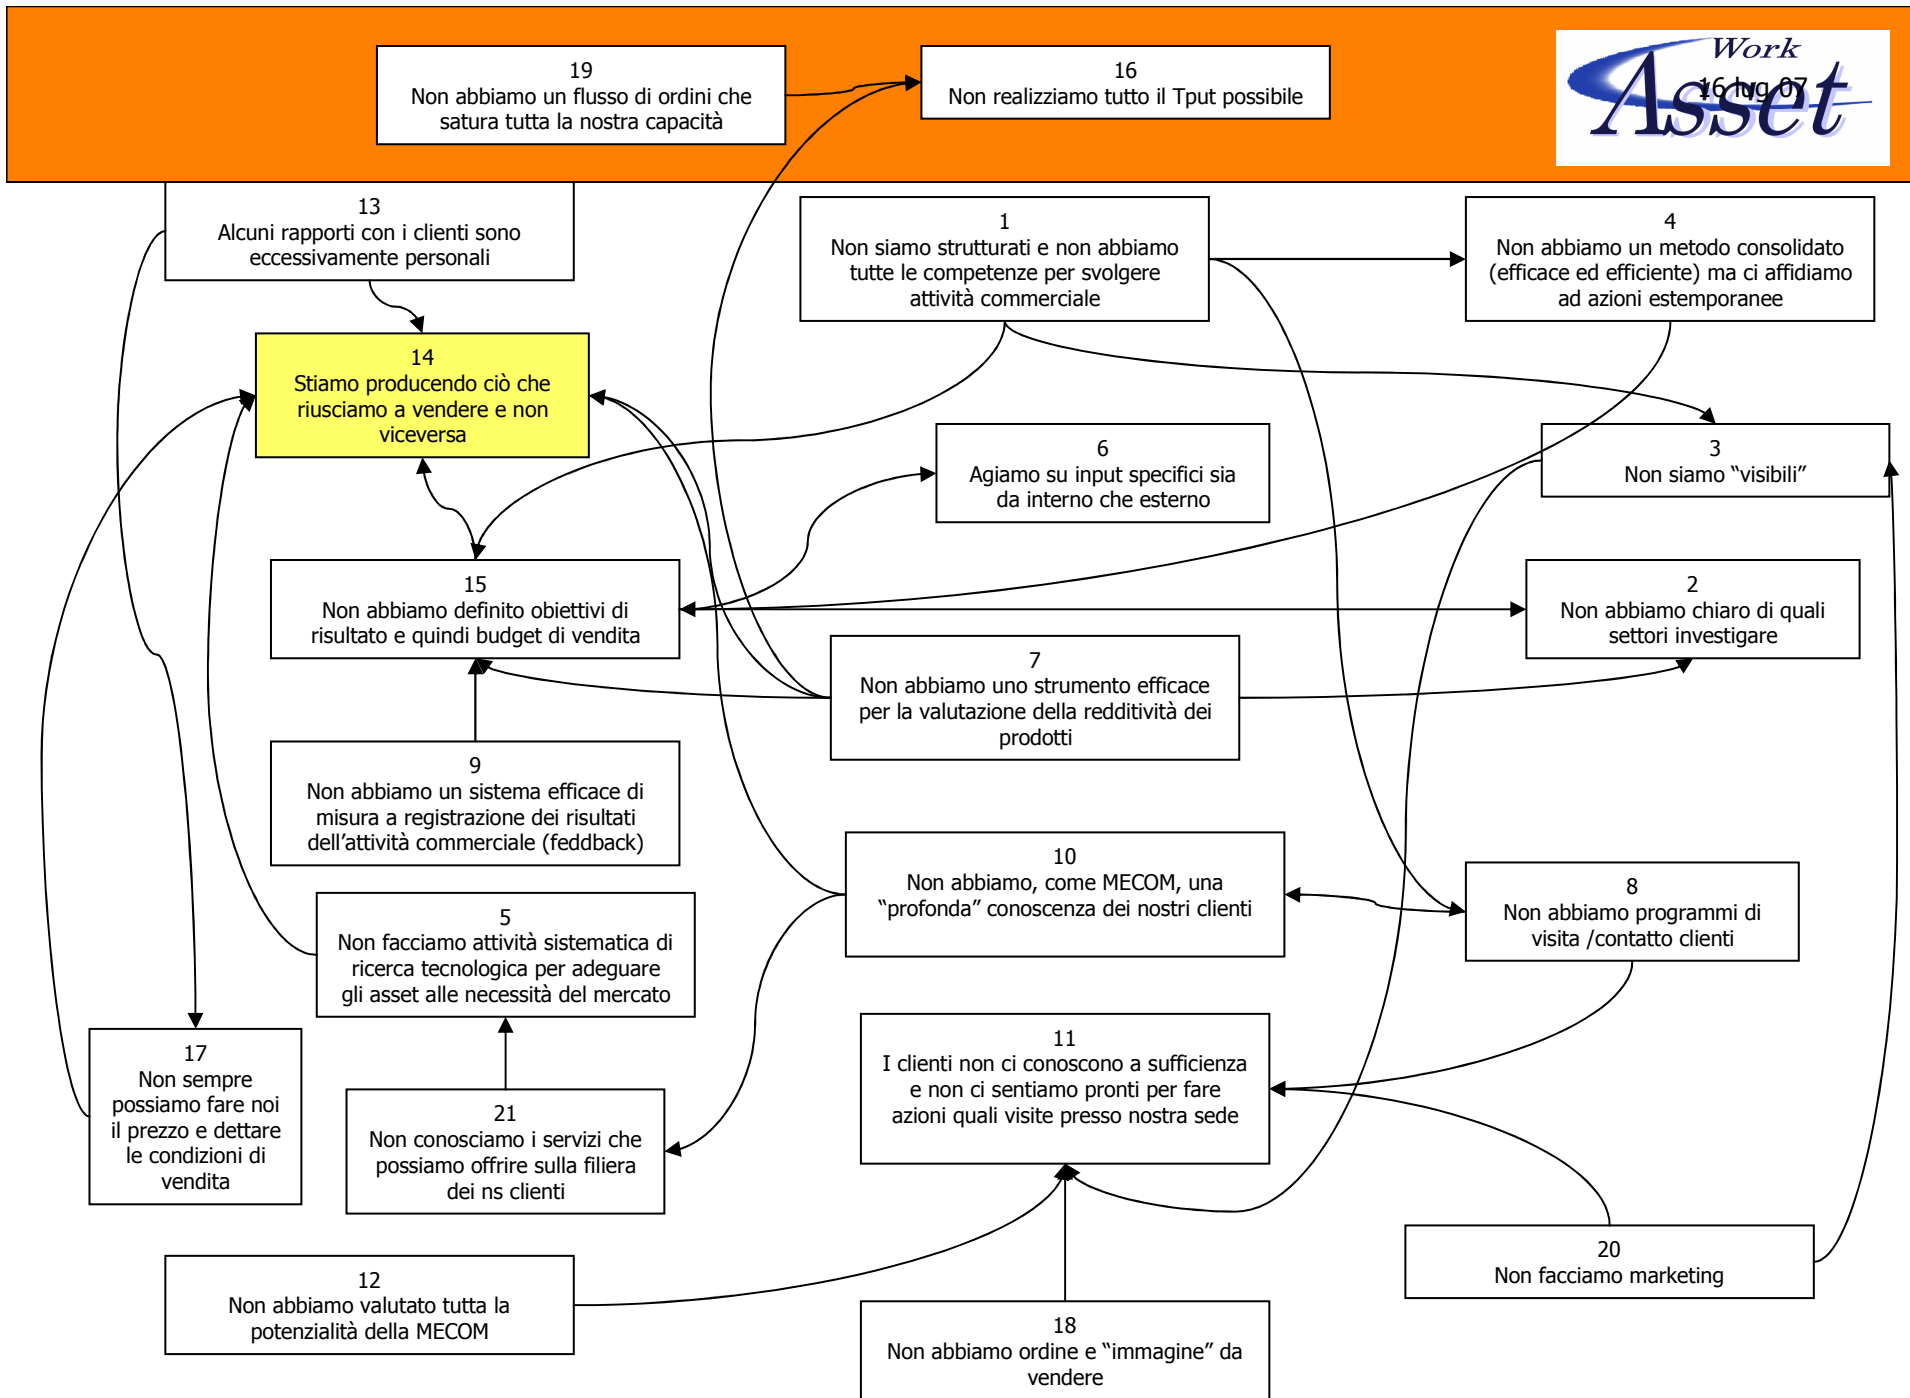 19
Non abbiamo un flusso di ordini che
satura tutta la nostra capacità
16
Non realizziamo tutto il Tput possibile
Work
Asset
16 lug 07
13
Alcuni rapporti con i clienti sono
eccessivamente personali
1
Non siamo strutturati e non abbiamo
tutte le competenze per svolgere
attività commerciale
4
Non abbiamo un metodo consolidato
(efficace ed efficiente) ma ci affidiamo
ad azioni estemporanee
14
Stiamo producendo ciò che
riusciamo a vendere e non
viceversa
6
Agiamo su input specifici sia
da interno che esterno
3
Non siamo “visibili”
15
Non abbiamo definito obiettivi di
risultato e quindi budget di vendita
2
Non abbiamo chiaro di quali
settori investigare
7
Non abbiamo uno strumento efficace
per la valutazione della redditività dei
prodotti
9
Non abbiamo un sistema efficace di
misura a registrazione dei risultati
dell’attività commerciale (feddback)
10
Non abbiamo, come MECOM, una
“profonda” conoscenza dei nostri clienti
8
Non abbiamo programmi di
visita /contatto clienti
5
Non facciamo attività sistematica di
ricerca tecnologica per adeguare
gli asset alle necessità del mercato
17
Non sempre
possiamo fare noi
il prezzo e dettare
le condizioni di
vendita
11
I clienti non ci conoscono a sufficienza
e non ci sentiamo pronti per fare
azioni quali visite presso nostra sede
21
Non conosciamo i servizi che
possiamo offrire sulla filiera
dei ns clienti
20
Non facciamo marketing
12
Non abbiamo valutato tutta la
potenzialità della MECOM
18
Non abbiamo ordine e “immagine” da
vendere